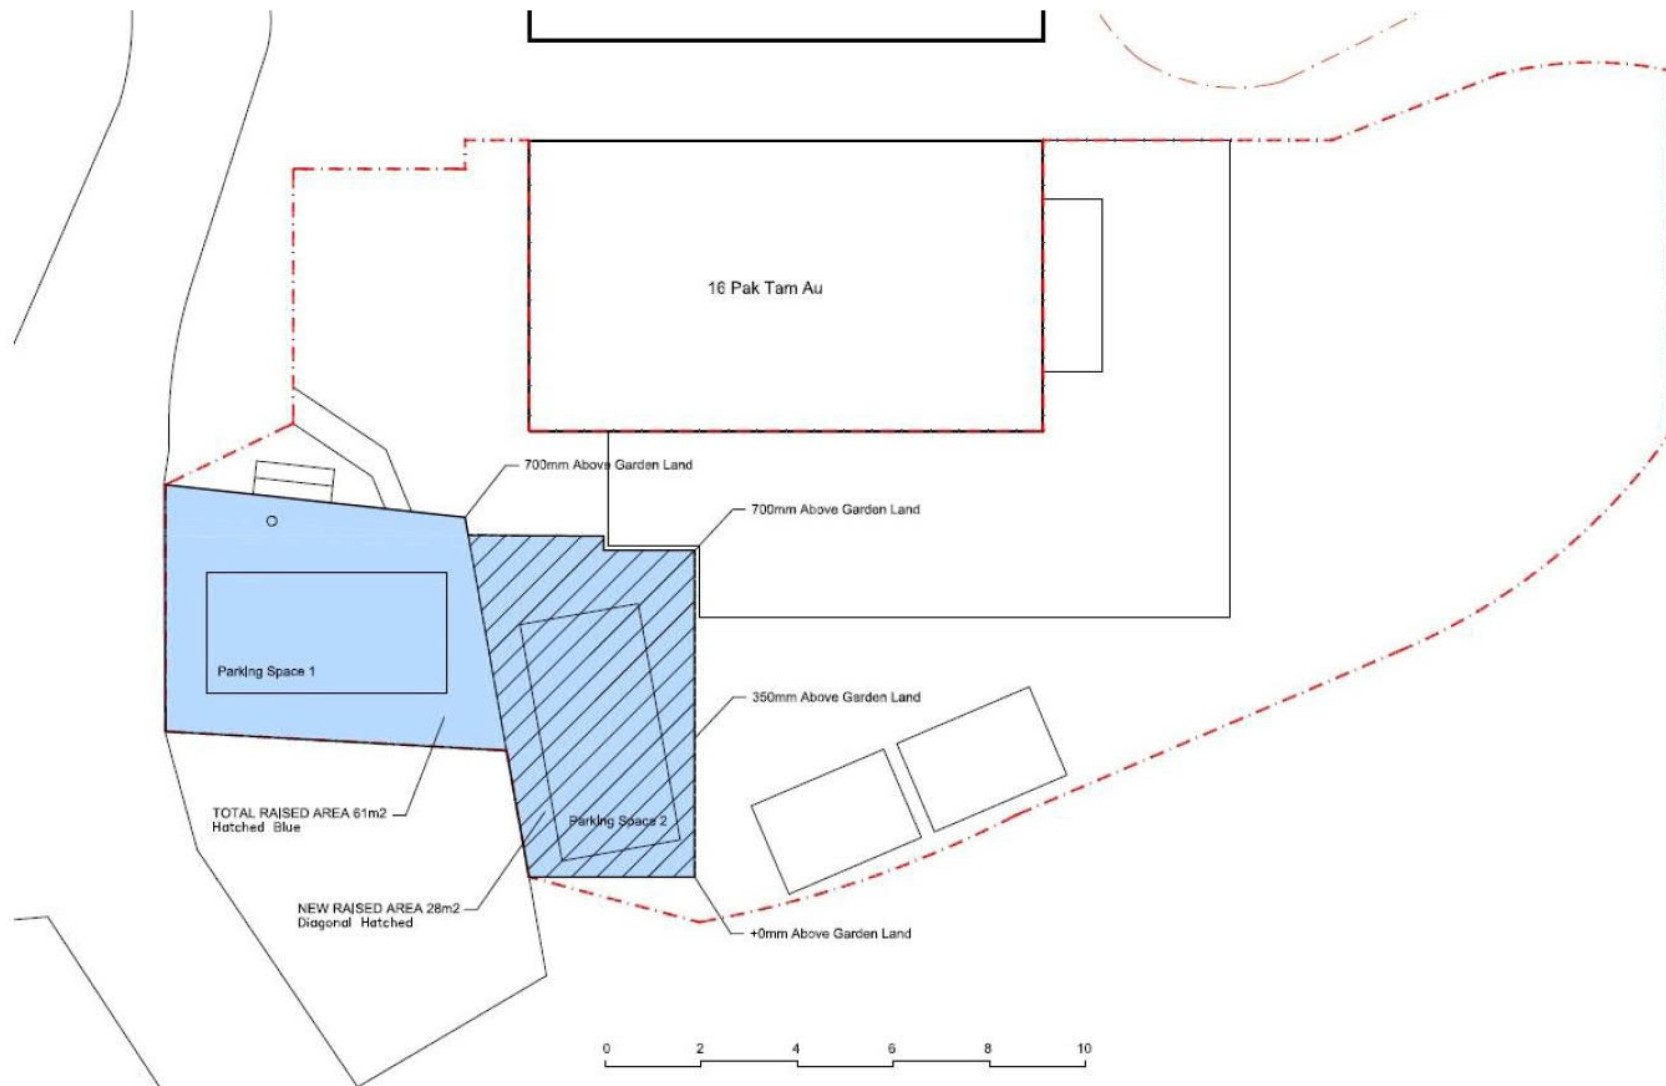 16 Pak Tam Au
700mm Above Garden Land
700mm Above Garden Land
Parking Space 1
350mm Above Garden Land
TOTAL RAISED AREA 61m2
Hatched Blue
Parking Space 2
NEW RAISED AREA 28m2
Diagonal Hatched
+0mm Above Garden Land
0 2 4 6 8 10